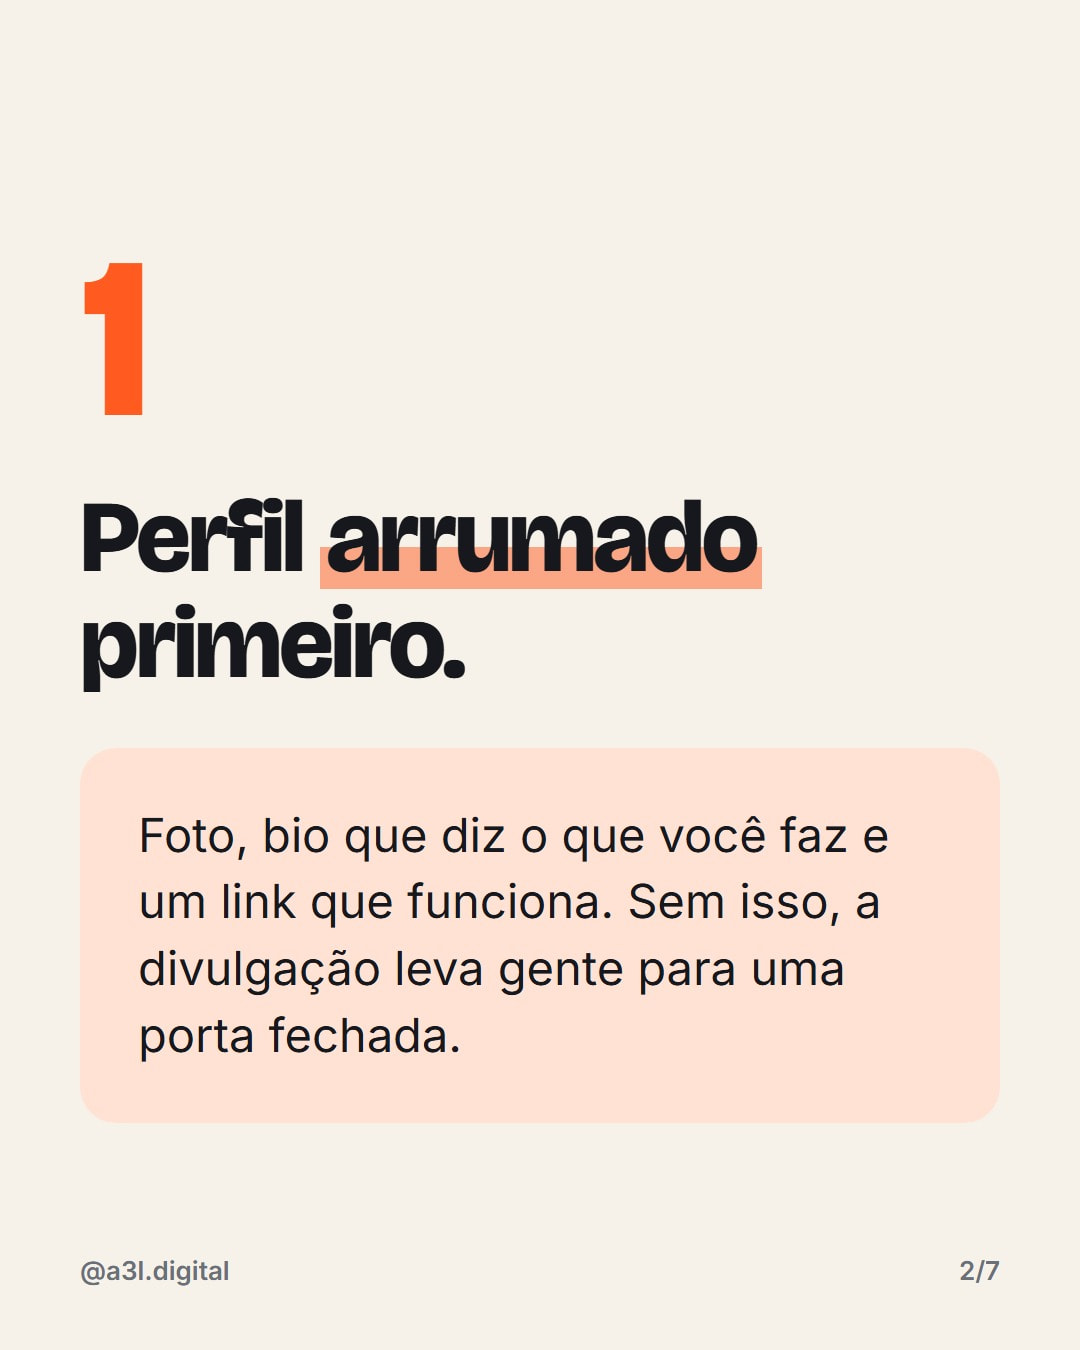 1
Perfil arrumado
primeiro.
Foto, bio que diz o que você faz e
um link que funciona. Sem isso, a
divulgação leva gente para uma
porta fechada.
@a3l.digital
2/7